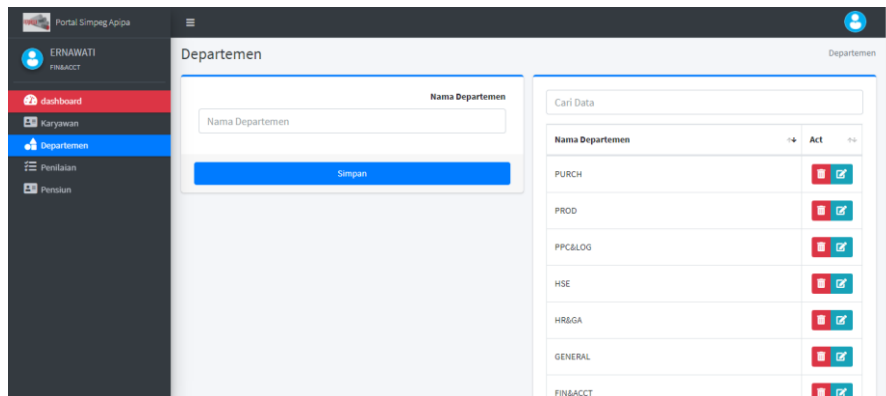 Portal Simpeg Apipa
ERNAWATI
FIN&ACCT
dashboard
Karyawan
Departemen
Penilaian
Pensiun
Departemen
Departemen
Nama Departemen
Nama Departemen
Simpan
Cari Data
Nama Departemen Act
PURCH
PROD
PPC&LOG
HSE
HR&GA
GENERAL
FIN&ACCT